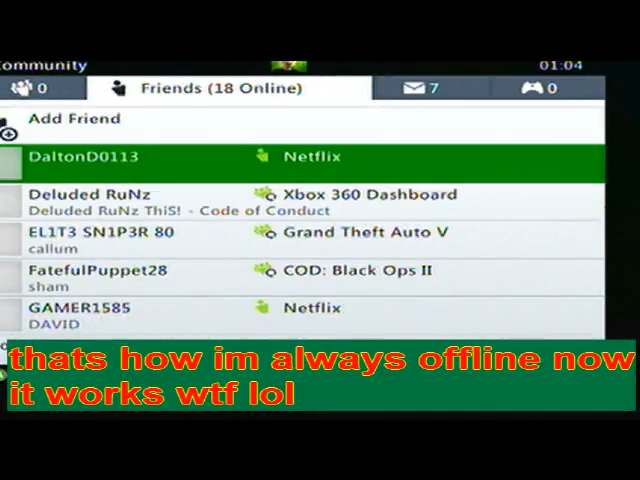 ommunity
01:04
0
Friends (18 Online)
7
0
Add Friend
DaltonD0113 Netflix
Deluded RuNz Xbox 360 Dashboard
Deluded RuNz ThiS! - Code of Conduct
EL1T3 SN1P3R 80 Grand Theft Auto V
callum
FatefulPuppet28 COD: Black Ops II
sham
GAMER1585 Netflix
DAVID
thats how im always offline now
it works wtf lol